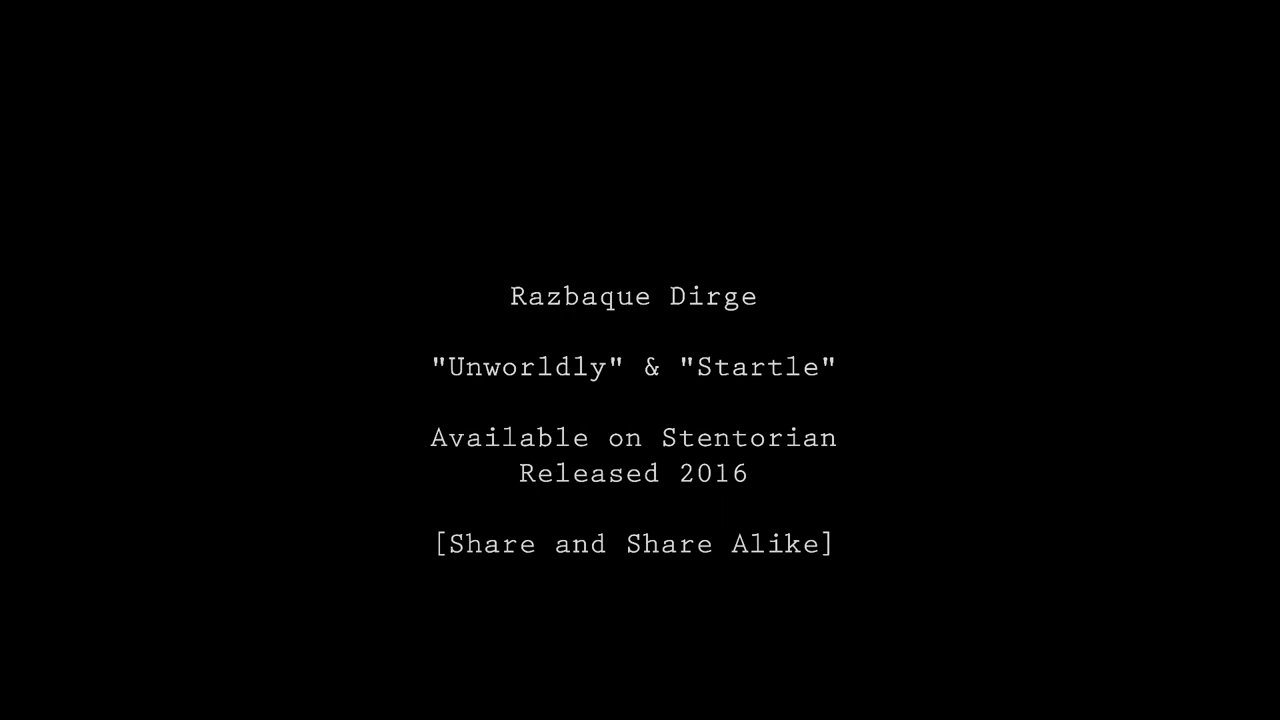 Razbaque Dirge
"Unworldly" & "Startle"
Available on Stentorian
Released 2016
[Share and Share Alike]